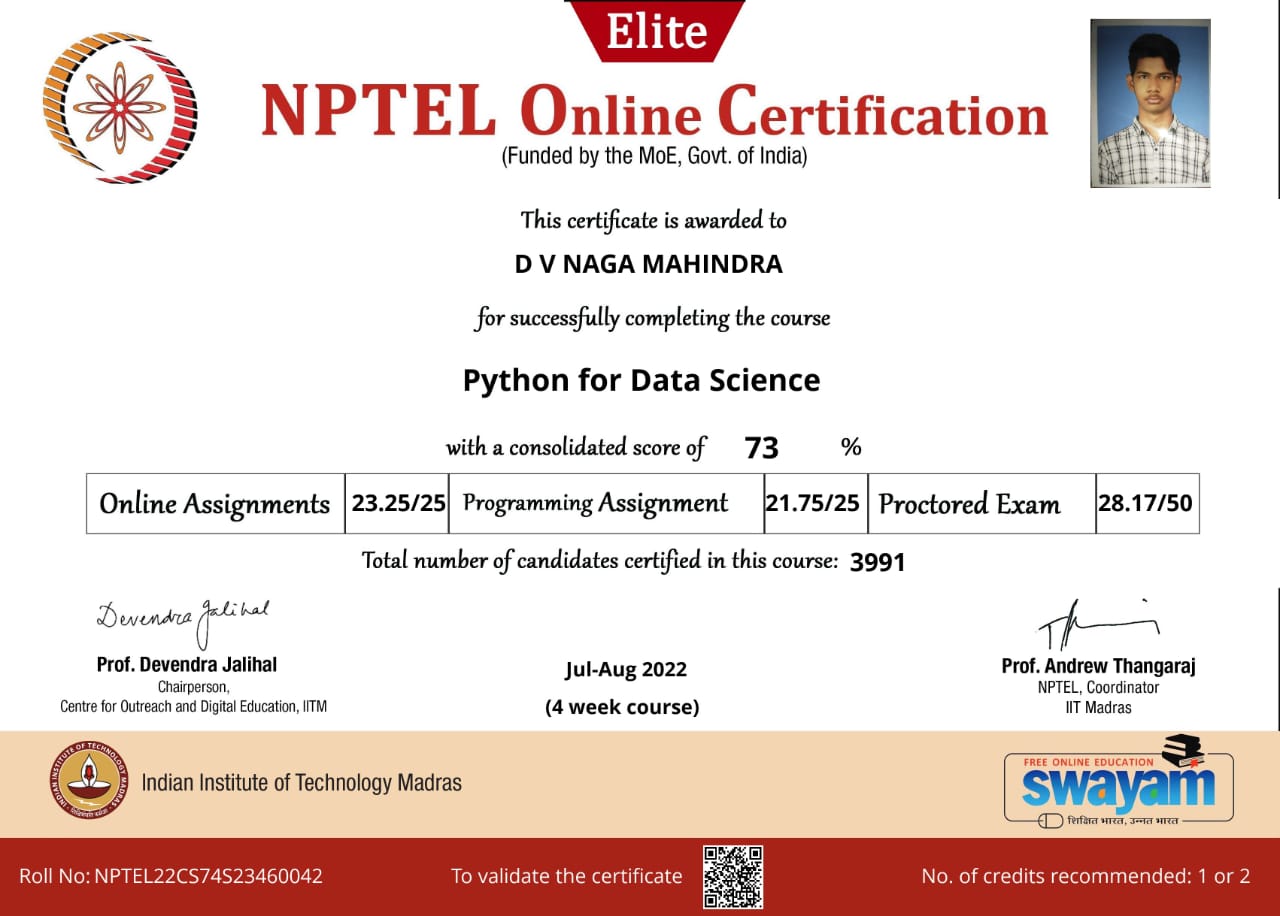 Elite
NPTEL Online Certification
(Funded by the MoE, Govt. of India)
This certificate is awarded to
D V NAGA MAHINDRA
for successfully completing the course
Python for Data Science
with a consolidated score of 73 %
Online Assignments 23.25/25 Programming Assignment 21.75/25 Proctored Exam 28.17/50
Total number of candidates certified in this course: 3991
Devendra Jalihal
Prof. Devendra Jalihal
Chairperson,
Centre for Outreach and Digital Education, IITM
Jul-Aug 2022
(4 week course)
Prof. Andrew Thangaraj
NPTEL, Coordinator
IIT Madras
INDIAN INSTITUTE OF TECHNOLOGY MADRAS
Indian Institute of Technology Madras
FREE ONLINE EDUCATION
swayam
शिक्षित भारत, उन्नत भारत
Roll No: NPTEL22CS74S23460042
To validate the certificate
No. of credits recommended: 1 or 2